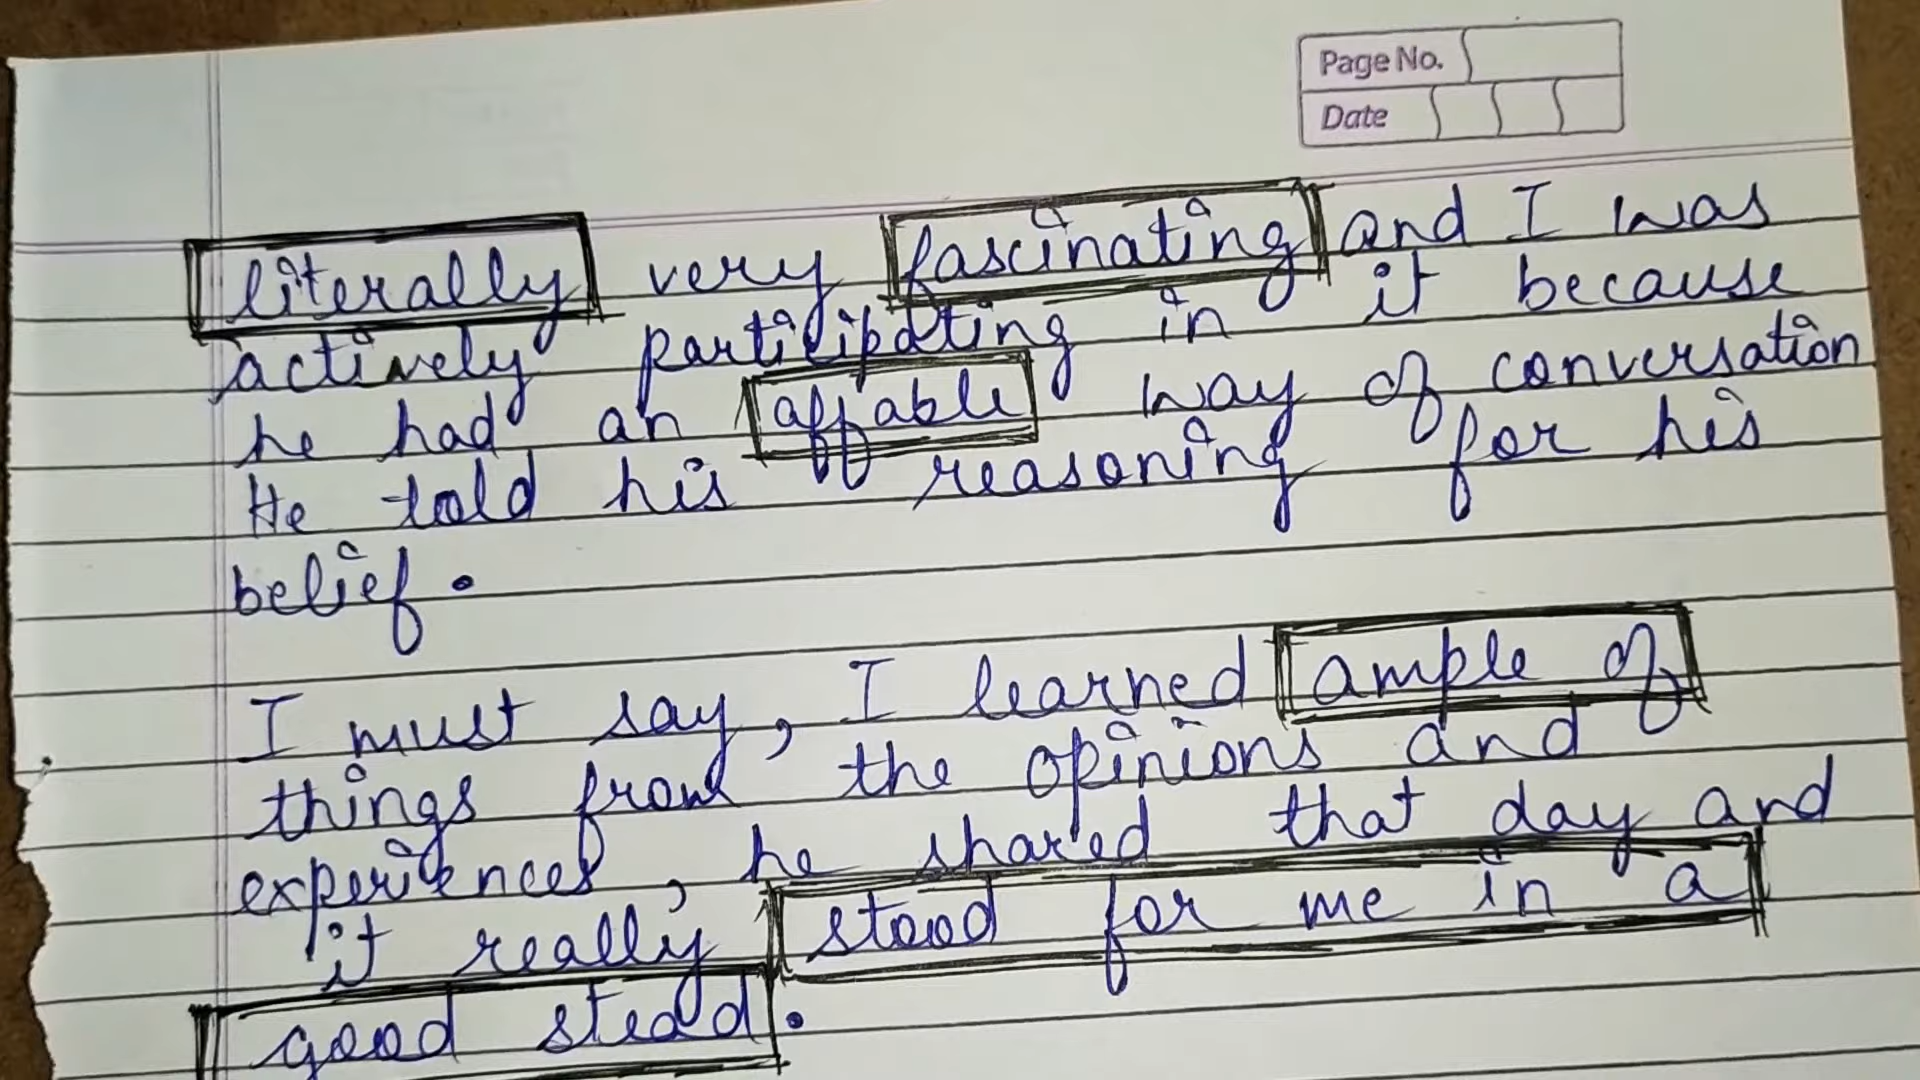 Page No.
Date
literally very fascinating and I was
actively participating in it because
he had an affable way of conversation
He told his reasoning for his
belief.
I must say, I learned ample of
things from the opinions and
experiences, he shared that day and
it really stood for me in a
good stead.